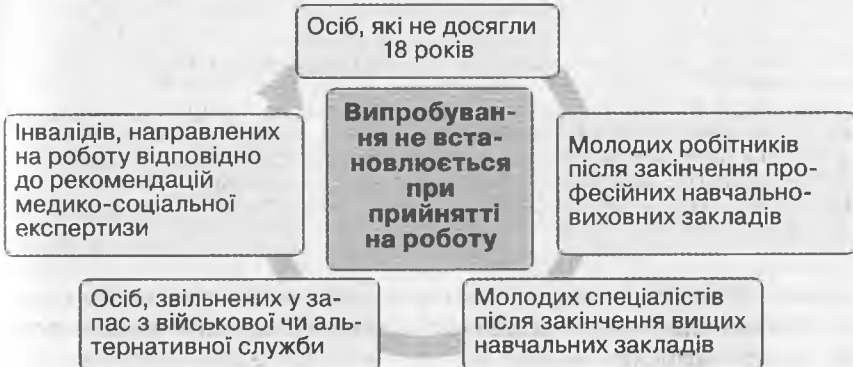 Осіб, які не досягли
18 років
Випробуван-
ня не вста-
новлюється
при
прийнятті
на роботу
Інвалідів, направлених
на роботу відповідно
до рекомендацій
медико-соціальної
експертизи
Молодих робітників
після закінчення про-
фесійних навчально-
виховних закладів
Осіб, звільнених у за-
пас з військової чи аль-
тернативної служби
Молодих спеціалістів
після закінчення вищих
навчальних закладів